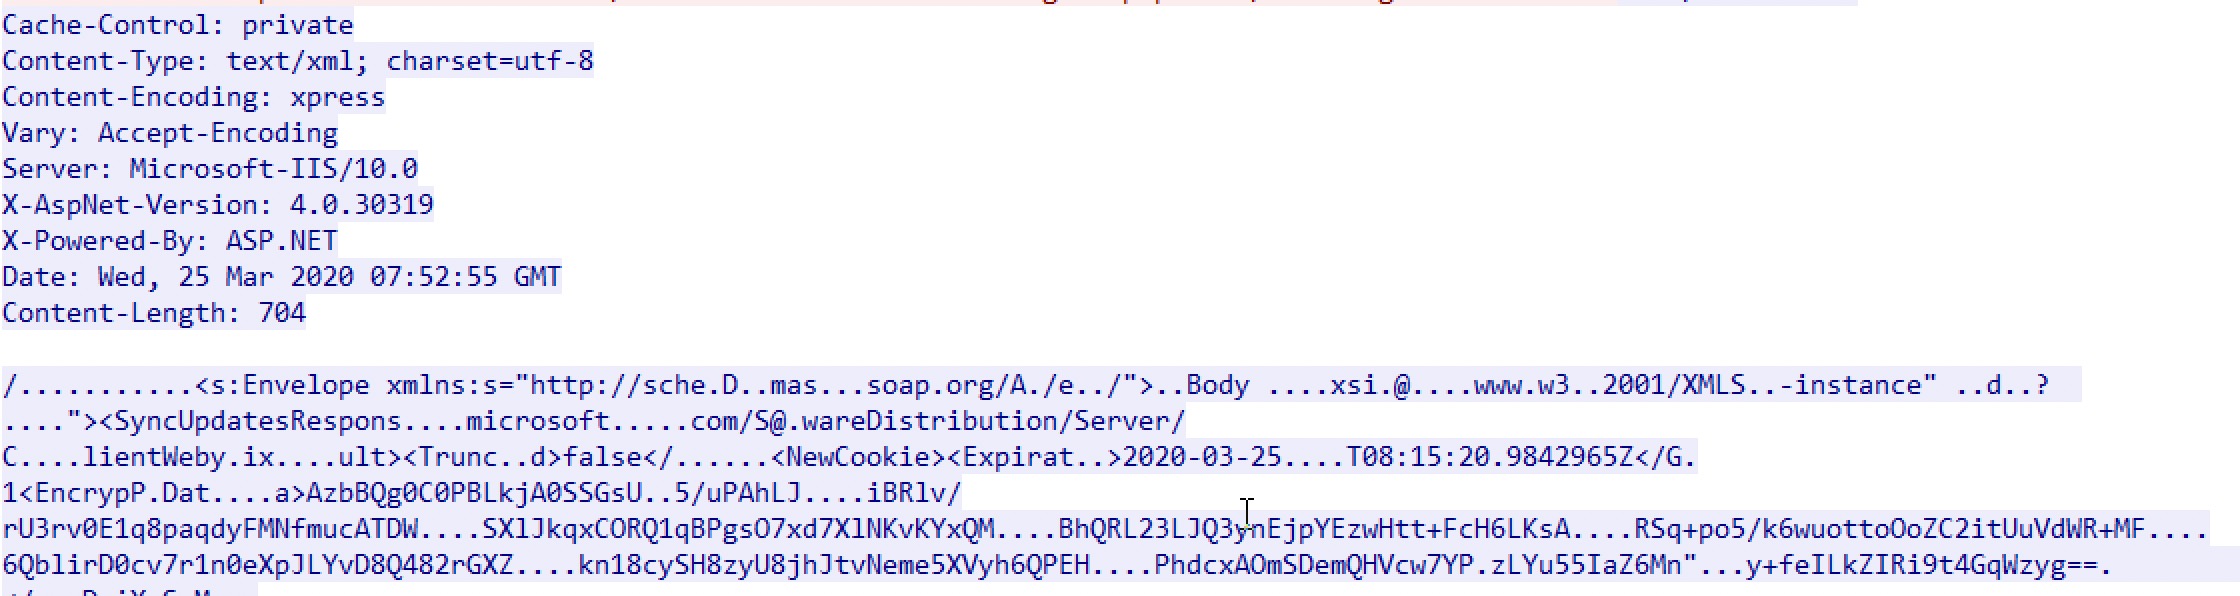 Cache-Control: private
Content-Type: text/xml; charset=utf-8
Content-Encoding: xpress
Vary: Accept-Encoding
Server: Microsoft-IIS/10.0
X-AspNet-Version: 4.0.30319
X-Powered-By: ASP.NET
Date: Wed, 25 Mar 2020 07:52:55 GMT
Content-Length: 704
/...........<s:Envelope xmlns:s="http://sche.D..mas...soap.org/A./e../">..Body ....xsi.@....www.w3..2001/XMLS..-instance" ..d..?
...."><SyncUpdatesRespons....microsoft.....com/S@.wareDistribution/Server/
C....lientWeby.ix....ult><Trunc..d>false</......<NewCookie><Expirat..>2020-03-25....T08:15:20.9842965Z</G.
1<EncrypP.Dat....a>AzbBQg0C0PBLkjA0SSGsU..5/uPAhLJ....iBRlv/
rU3rv0E1q8paqdyFMNfmucATDW....SXlJkqxCORQ1qBPgsO7xd7XlNKvKYxQM....BhQRL23LJQ3ynEjpYEzwHtt+FcH6LKsA....RSq+po5/k6wuottoOoZC2itUuVdWR+MF....
6QblirD0cv7r1n0eXpJLYvD8Q482rGXZ....kn18cySH8zyU8jhJtvNeme5XVyh6QPEH....PhdcxAOmSDemQHVcw7YP.zLYu55IaZ6Mn"...y+feILkZIRi9t4GqWzyg==.